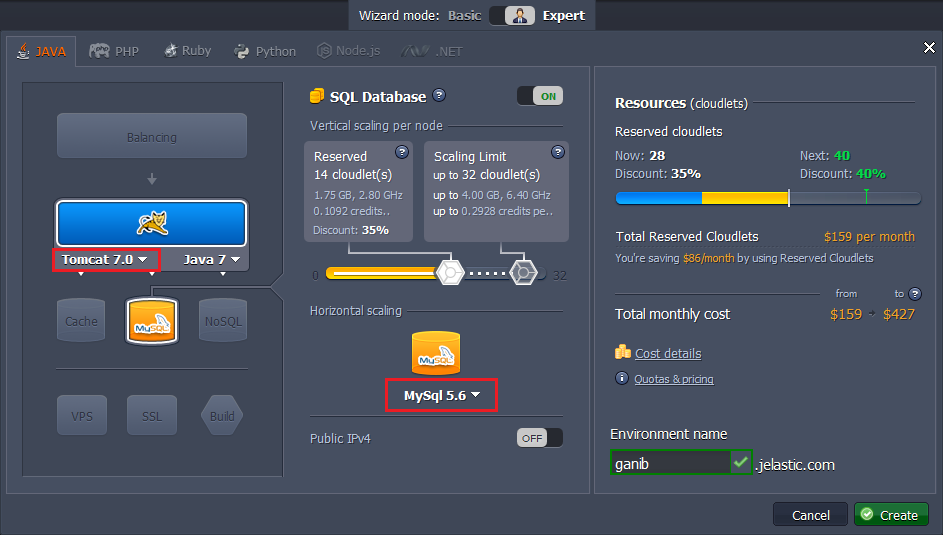 Wizard mode: Basic Expert
JAVA PHP Ruby Python Node.js .NET
Balancing
Tomcat 7.0 Java 7
Cache MySQL NoSQL
VPS SSL Build
SQL Database ? ON
Vertical scaling per node
Reserved ?
14 cloudlet(s)
1.75 GB, 2.80 GHz
0.1092 credits..
Discount: 35%
Scaling Limit ?
up to 32 cloudlet(s)
up to 4.00 GB, 6.40 GHz
up to 0.2928 credits pe..
0 32
Horizontal scaling
MySQL
MySql 5.6
Public IPv4 OFF
Resources (cloudlets)
Reserved cloudlets
Now: 28 Next: 40
Discount: 35% Discount: 40%
Total Reserved Cloudlets $159 per month
You're saving $86/month by using Reserved Cloudlets
from to ?
Total monthly cost $159 $427
Cost details
Quotas & pricing
Environment name
ganib .jelastic.com
Cancel Create